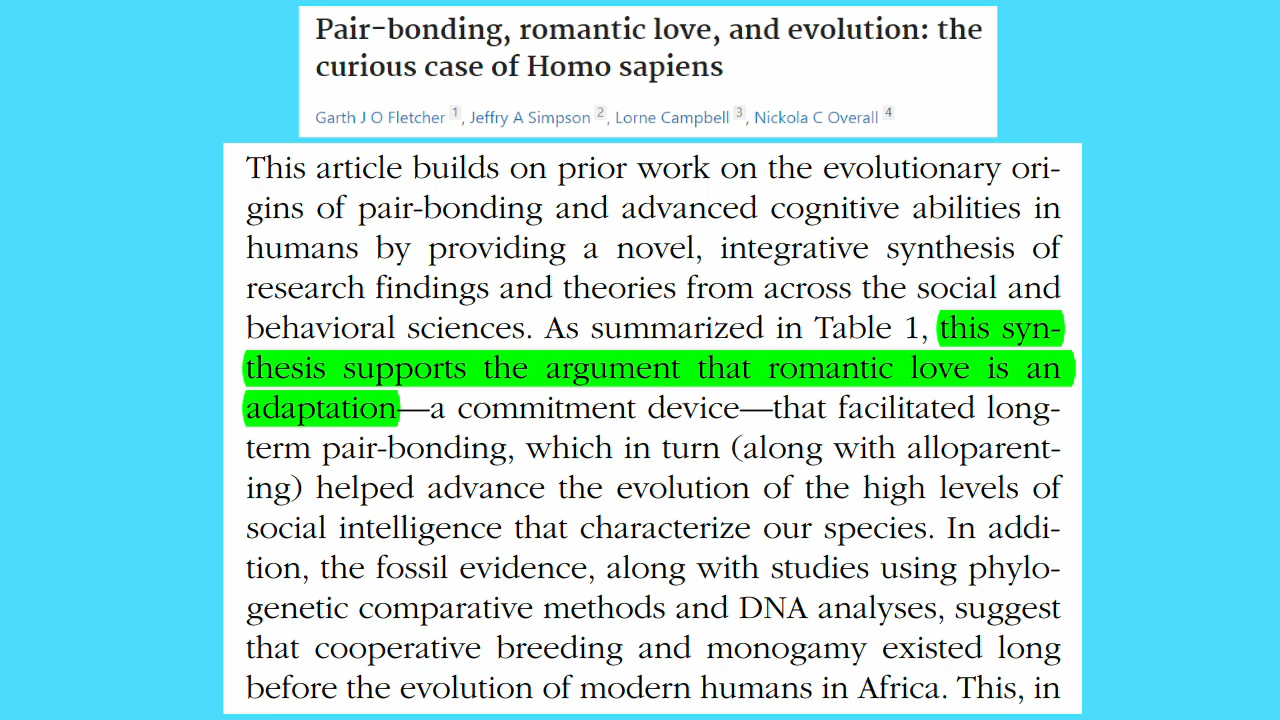 Pair-bonding, romantic love, and evolution: the
curious case of Homo sapiens
Garth J O Fletcher 1, Jeffry A Simpson 2, Lorne Campbell 3, Nickola C Overall 4
This article builds on prior work on the evolutionary ori-
gins of pair-bonding and advanced cognitive abilities in
humans by providing a novel, integrative synthesis of
research findings and theories from across the social and
behavioral sciences. As summarized in Table 1, this syn-
thesis supports the argument that romantic love is an
adaptation—a commitment device—that facilitated long-
term pair-bonding, which in turn (along with alloparent-
ing) helped advance the evolution of the high levels of
social intelligence that characterize our species. In addi-
tion, the fossil evidence, along with studies using phylo-
genetic comparative methods and DNA analyses, suggest
that cooperative breeding and monogamy existed long
before the evolution of modern humans in Africa. This, in